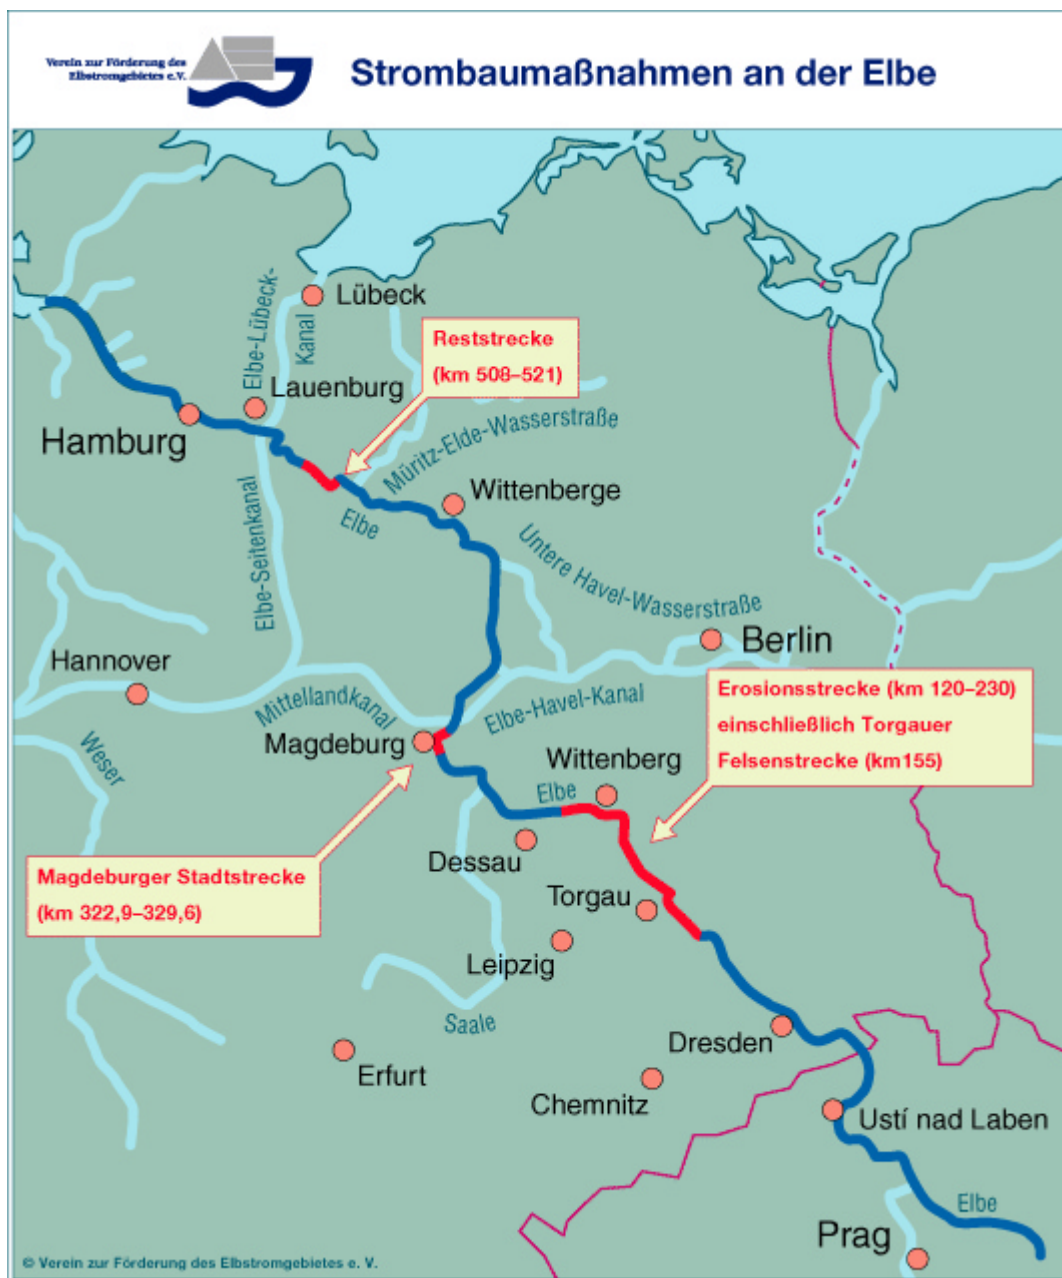 Verein zur Förderung des
Elbstromgebietes e.V.
Strombaumaßnahmen an der Elbe
Lübeck
Elbe-Lübeck-
Kanal
Reststrecke
(km 508–521)
Lauenburg
Hamburg
Müritz-Elde-Wasserstraße
Wittenberge
Elbe
Elbe-Seitenkanal
Untere Havel-Wasserstraße
Berlin
Hannover
Mittellandkanal
Elbe-Havel-Kanal
Erosionsstrecke (km 120–230)
einschließlich Torgauer
Felsenstrecke (km155)
Weser
Magdeburg
Wittenberg
Elbe
Dessau
Magdeburger Stadtstrecke
(km 322,9–329,6)
Torgau
Leipzig
Saale
Dresden
Erfurt
Chemnitz
Ustí nad Laben
Elbe
Prag
© Verein zur Förderung des Elbstromgebietes e. V.